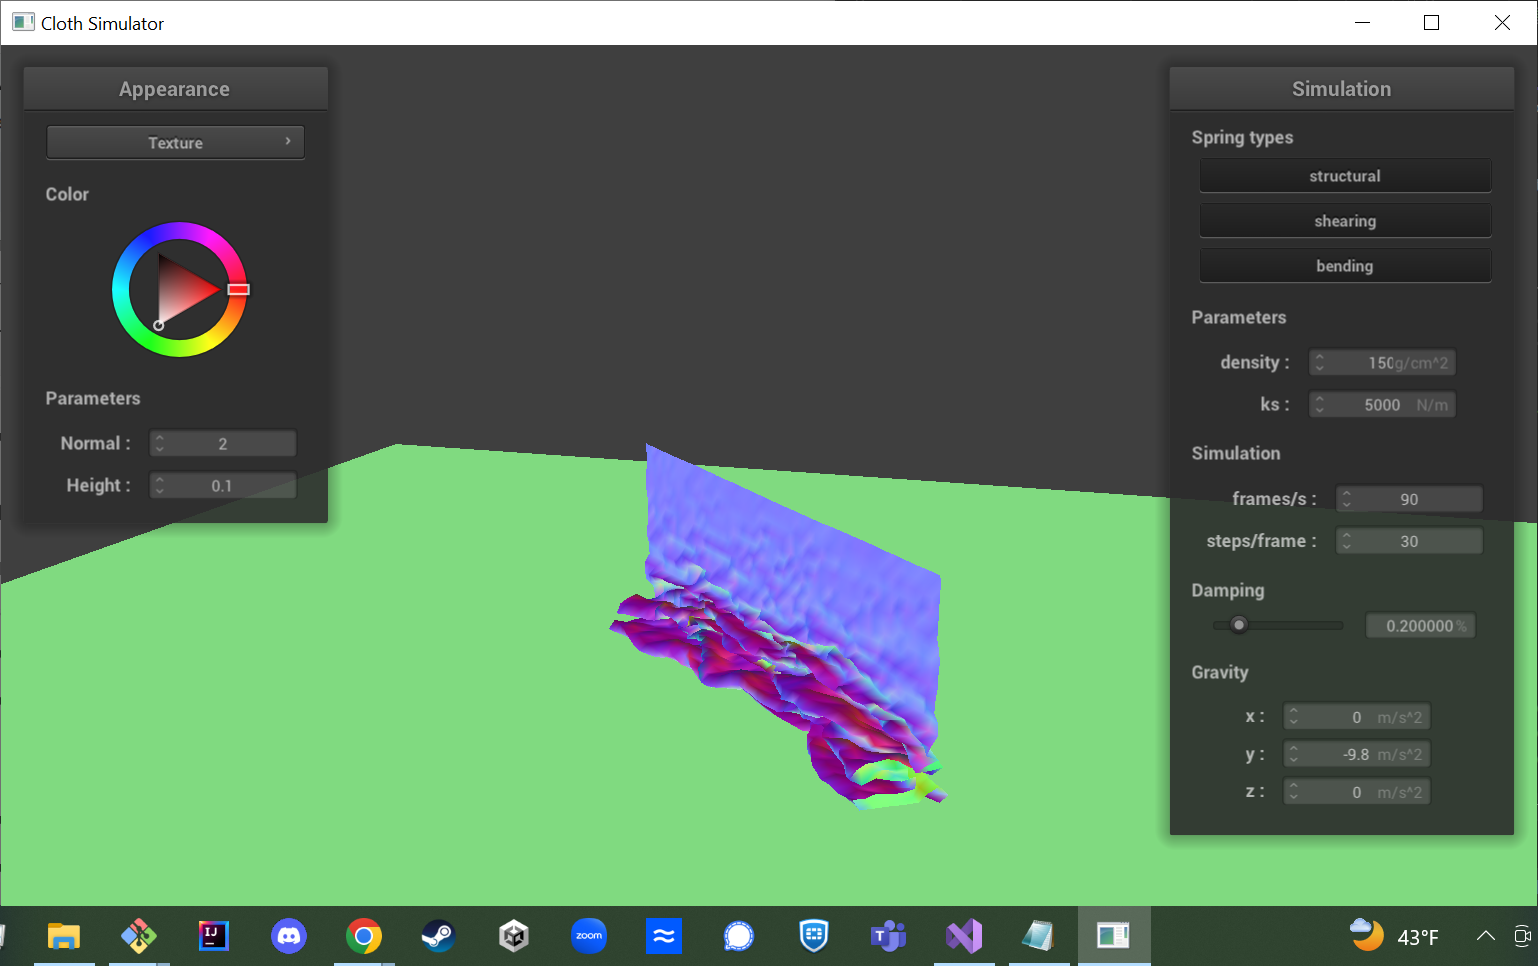 Cloth Simulator
Appearance
Texture
Color
Parameters
Normal : 2
Height : 0.1
Simulation
Spring types
structural
shearing
bending
Parameters
density : 150 g/cm^2
ks : 5000 N/m
Simulation
frames/s : 90
steps/frame : 30
Damping
0.200000 %
Gravity
x : 0 m/s^2
y : -9.8 m/s^2
z : 0 m/s^2
IJ
zoom
T
43°F